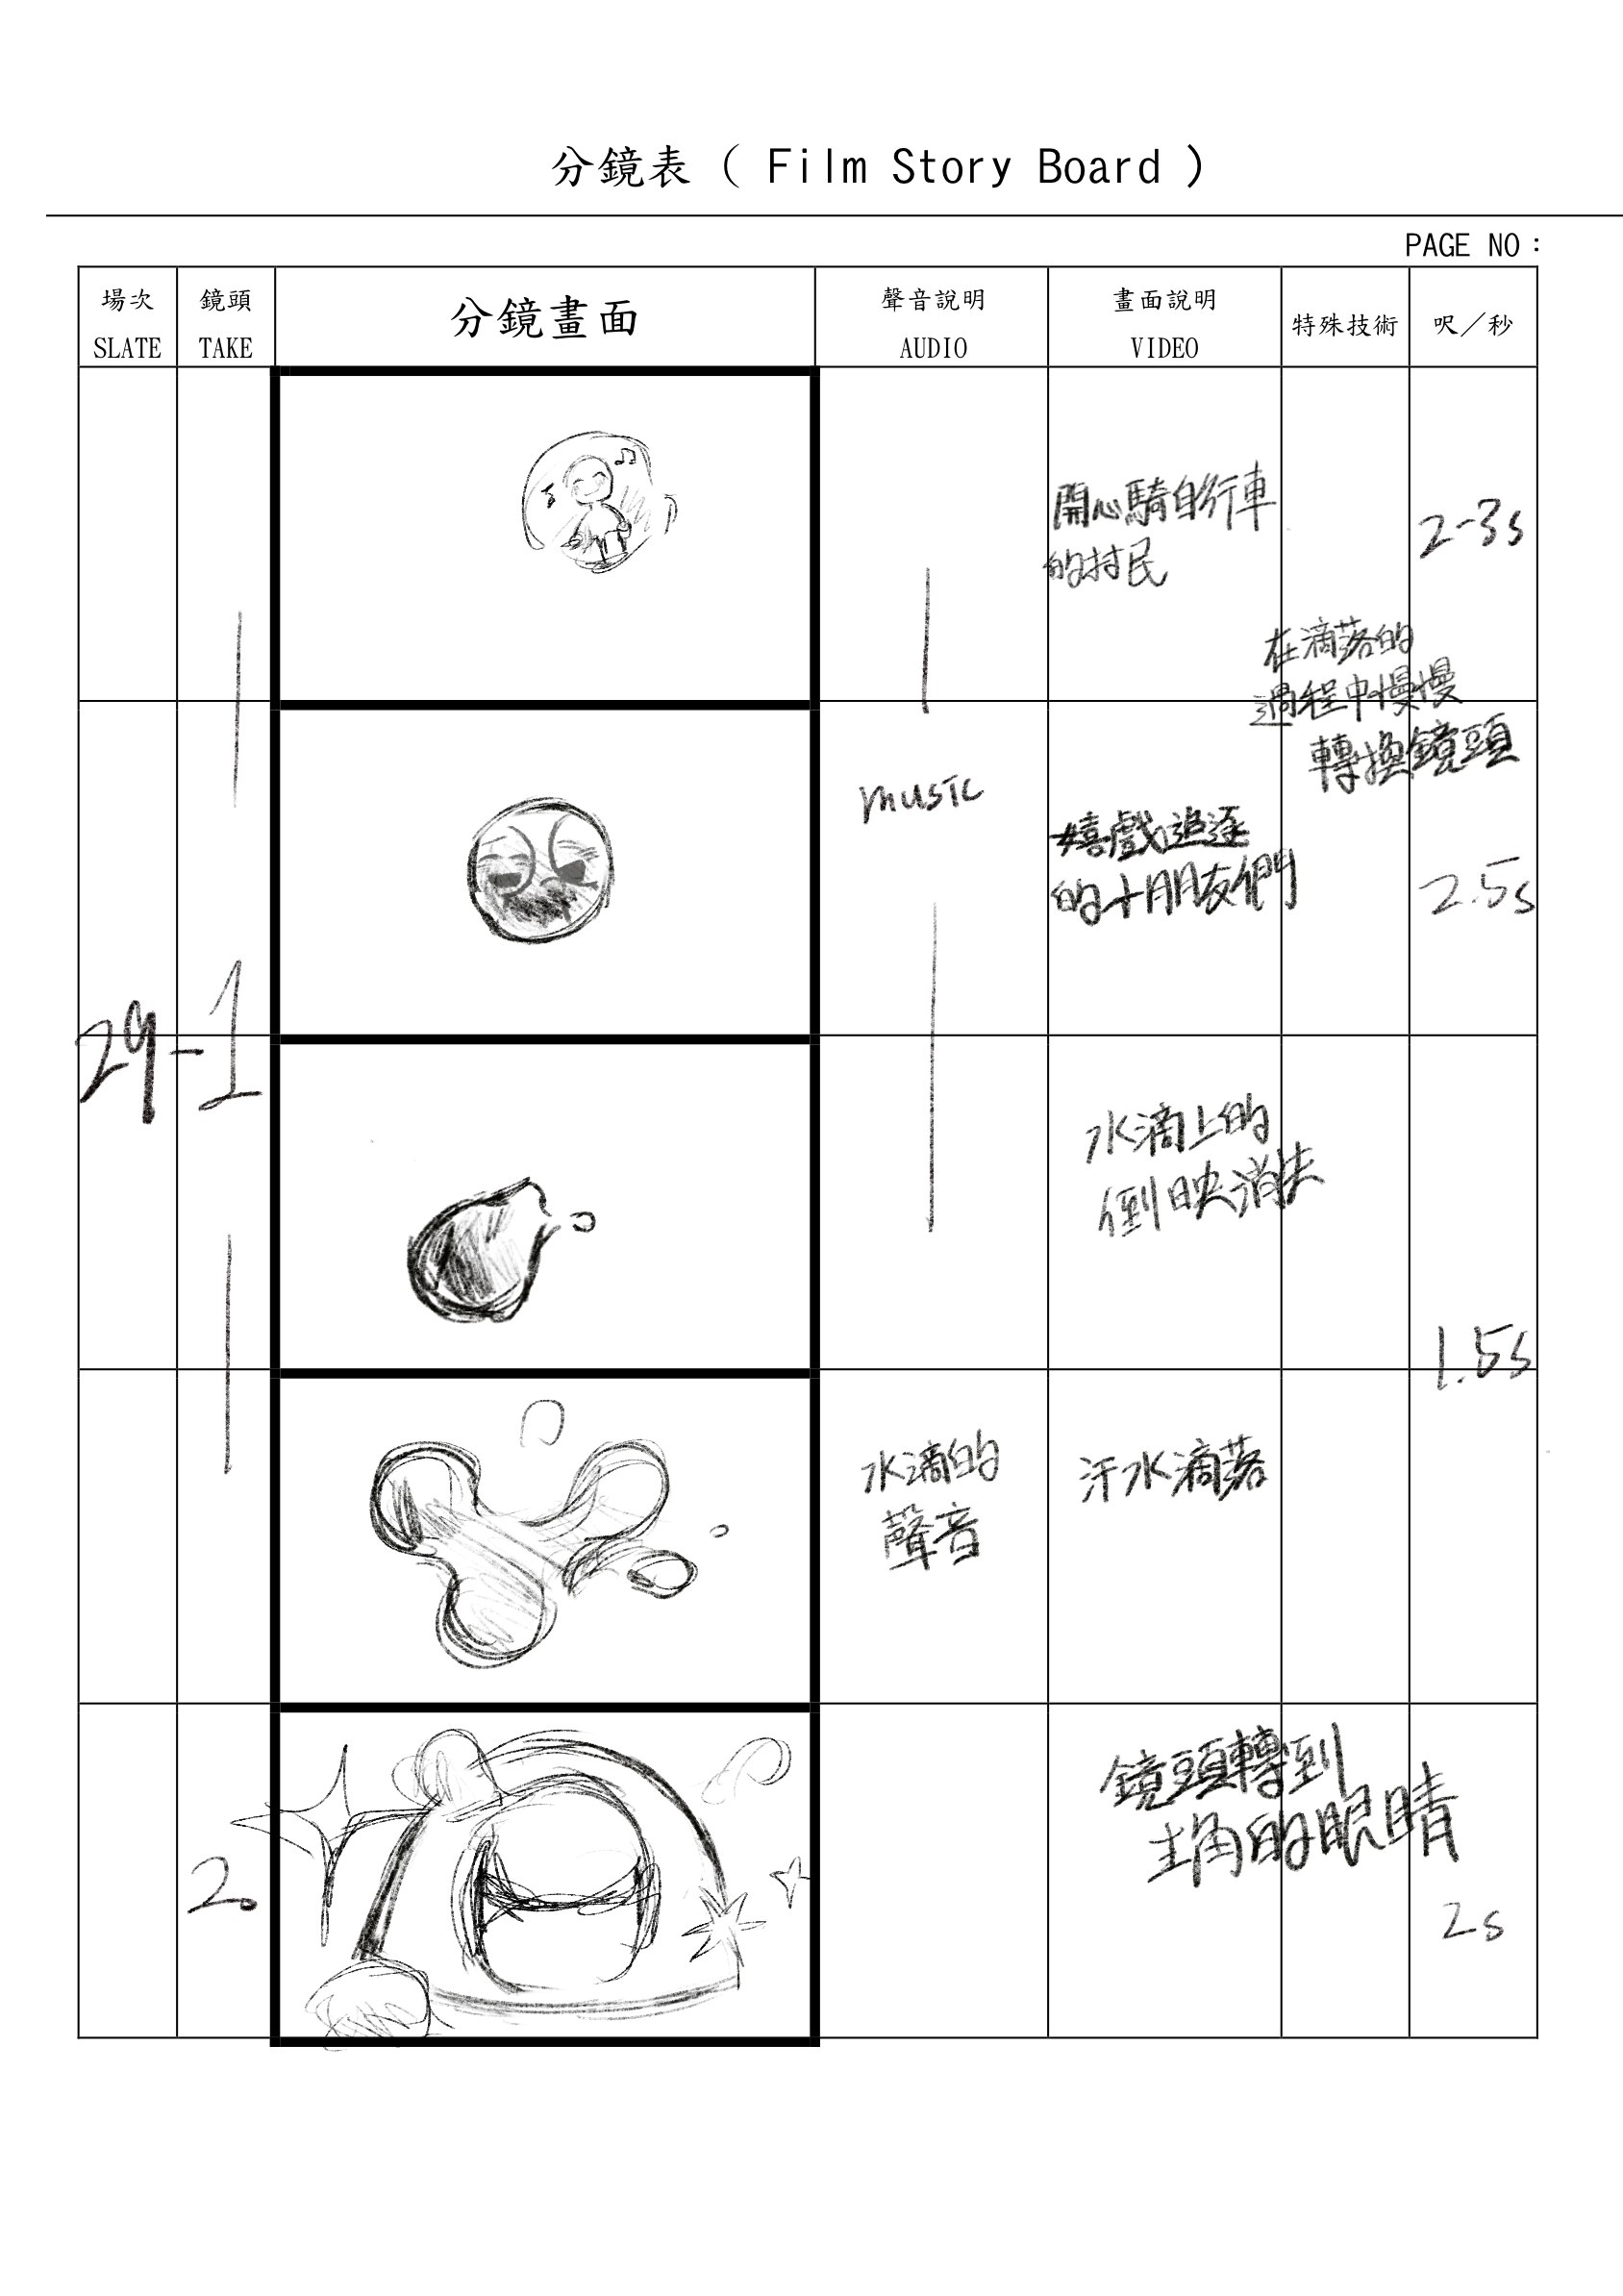 分鏡表 ( Film Story Board )
PAGE NO：
場次
SLATE
鏡頭
TAKE
分鏡畫面
聲音說明
AUDIO
畫面說明
VIDEO
特殊技術
呎／秒
開心騎自行車
的村民
2-3s
在滴落的
過程中慢慢
轉換鏡頭
music
嬉戲追逐
的小朋友們
2.5s
29-1
水滴上的
倒映消失
1.5s
水滴的
聲音
汗水滴落
2
鏡頭轉到
主角的眼睛
2s